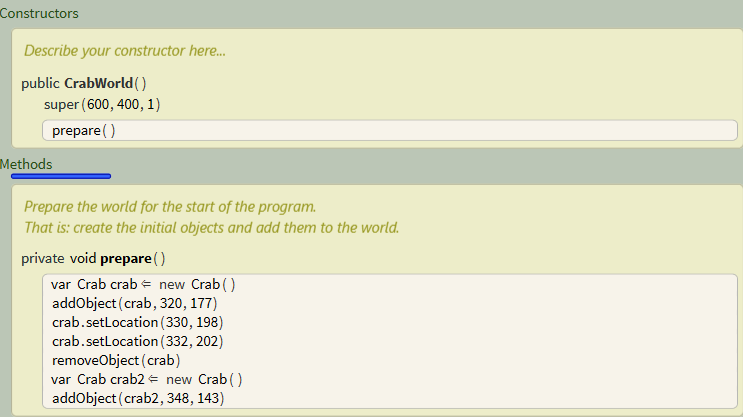 Constructors
Describe your constructor here...
public CrabWorld()
super(600, 400, 1)
prepare()
Methods
Prepare the world for the start of the program.
That is: create the initial objects and add them to the world.
private void prepare()
var Crab crab ⇐ new Crab()
addObject(crab, 320, 177)
crab.setLocation(330, 198)
crab.setLocation(332, 202)
removeObject(crab)
var Crab crab2 ⇐ new Crab()
addObject(crab2, 348, 143)